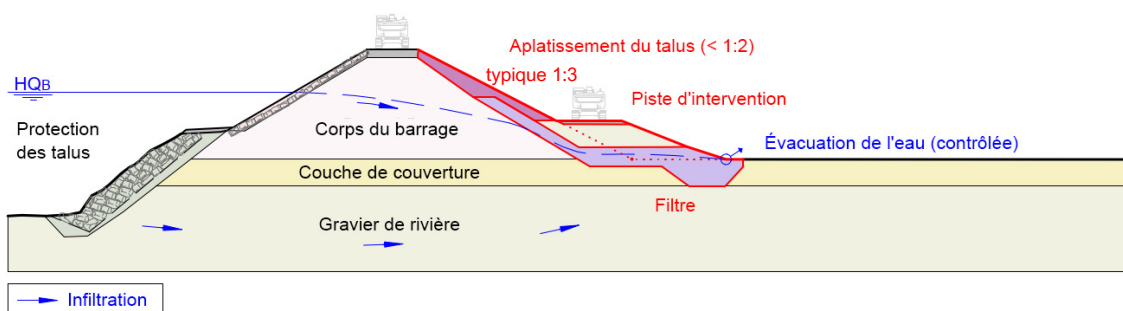 Aplatissement du talus (< 1:2)
typique 1:3
HQB
Piste d'intervention
Protection
des talus
Corps du barrage
Évacuation de l'eau (contrôlée)
Couche de couverture
Filtre
Gravier de rivière
Infiltration